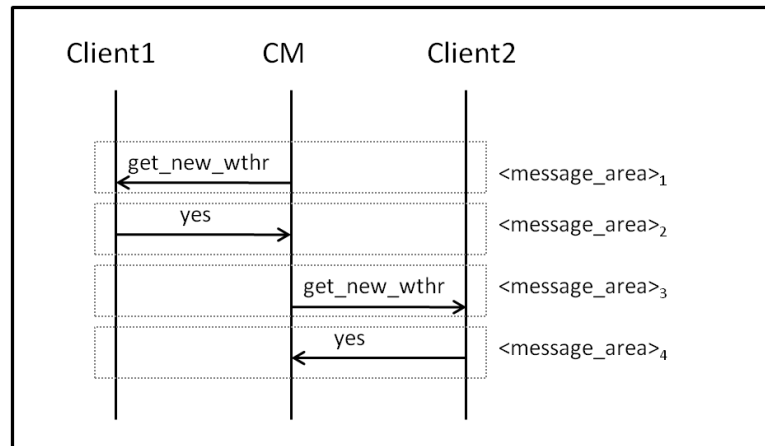 Client1 CM Client2
get_new_wthr <message_area>1
yes <message_area>2
get_new_wthr <message_area>3
yes <message_area>4